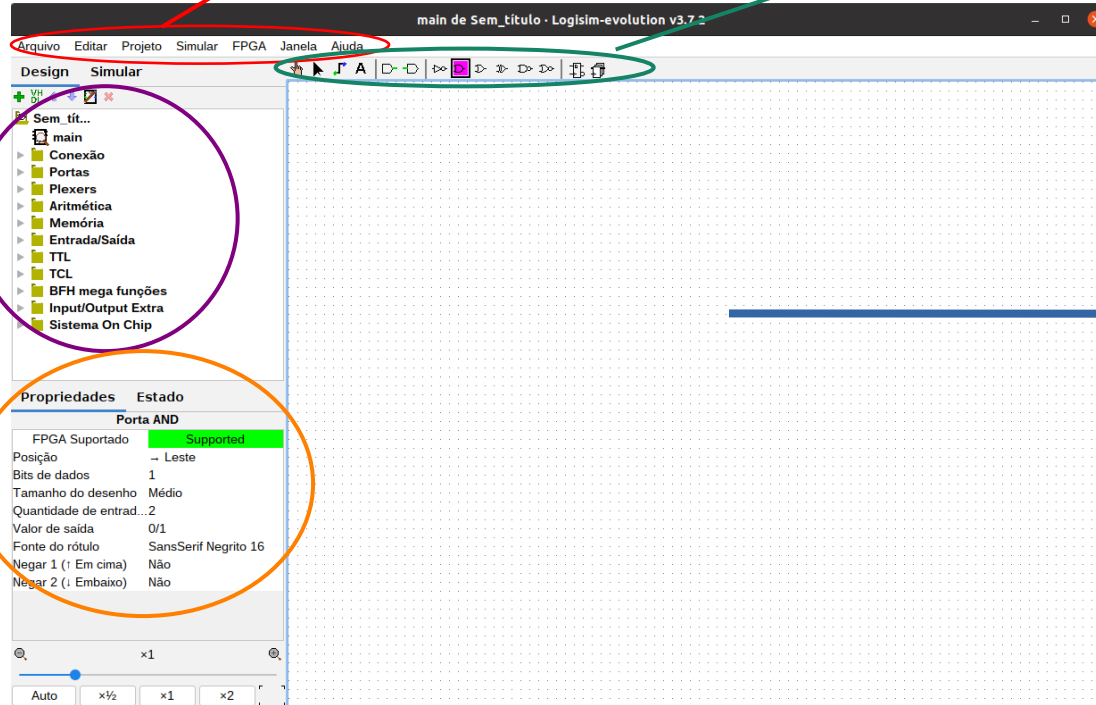 main de Sem_título · Logisim-evolution v3.7.2
Arquivo Editar Projeto Simular FPGA Janela Ajuda
Design Simular
A
VH
DL
Sem_tít...
main
Conexão
Portas
Plexers
Aritmética
Memória
Entrada/Saída
TTL
TCL
BFH mega funções
Input/Output Extra
Sistema On Chip
Propriedades Estado
Porta AND
FPGA Suportado Supported
Posição → Leste
Bits de dados 1
Tamanho do desenho Médio
Quantidade de entrad... 2
Valor de saída 0/1
Fonte do rótulo SansSerif Negrito 16
Negar 1 (↑ Em cima) Não
Negar 2 (↓ Embaixo) Não
×1
Auto ×½ ×1 ×2